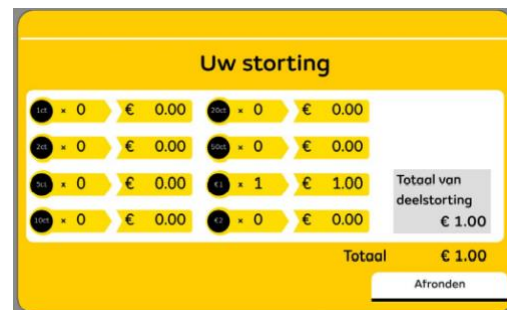 Uw storting
1ct × 0 € 0.00 20ct × 0 € 0.00
2ct × 0 € 0.00 50ct × 0 € 0.00
5ct × 0 € 0.00 €1 × 1 € 1.00
10ct × 0 € 0.00 €2 × 0 € 0.00
Totaal van
deelstorting
€ 1.00
Totaal € 1.00
Afronden